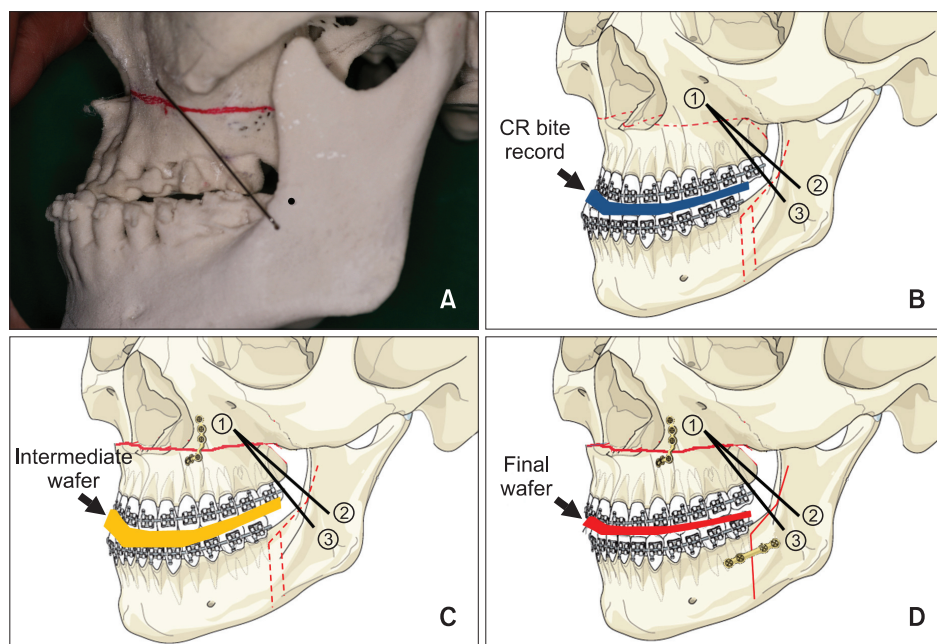 A
①
CR bite
record
②
③
B
①
Intermediate
wafer
②
③
C
①
Final
wafer
②
③
D